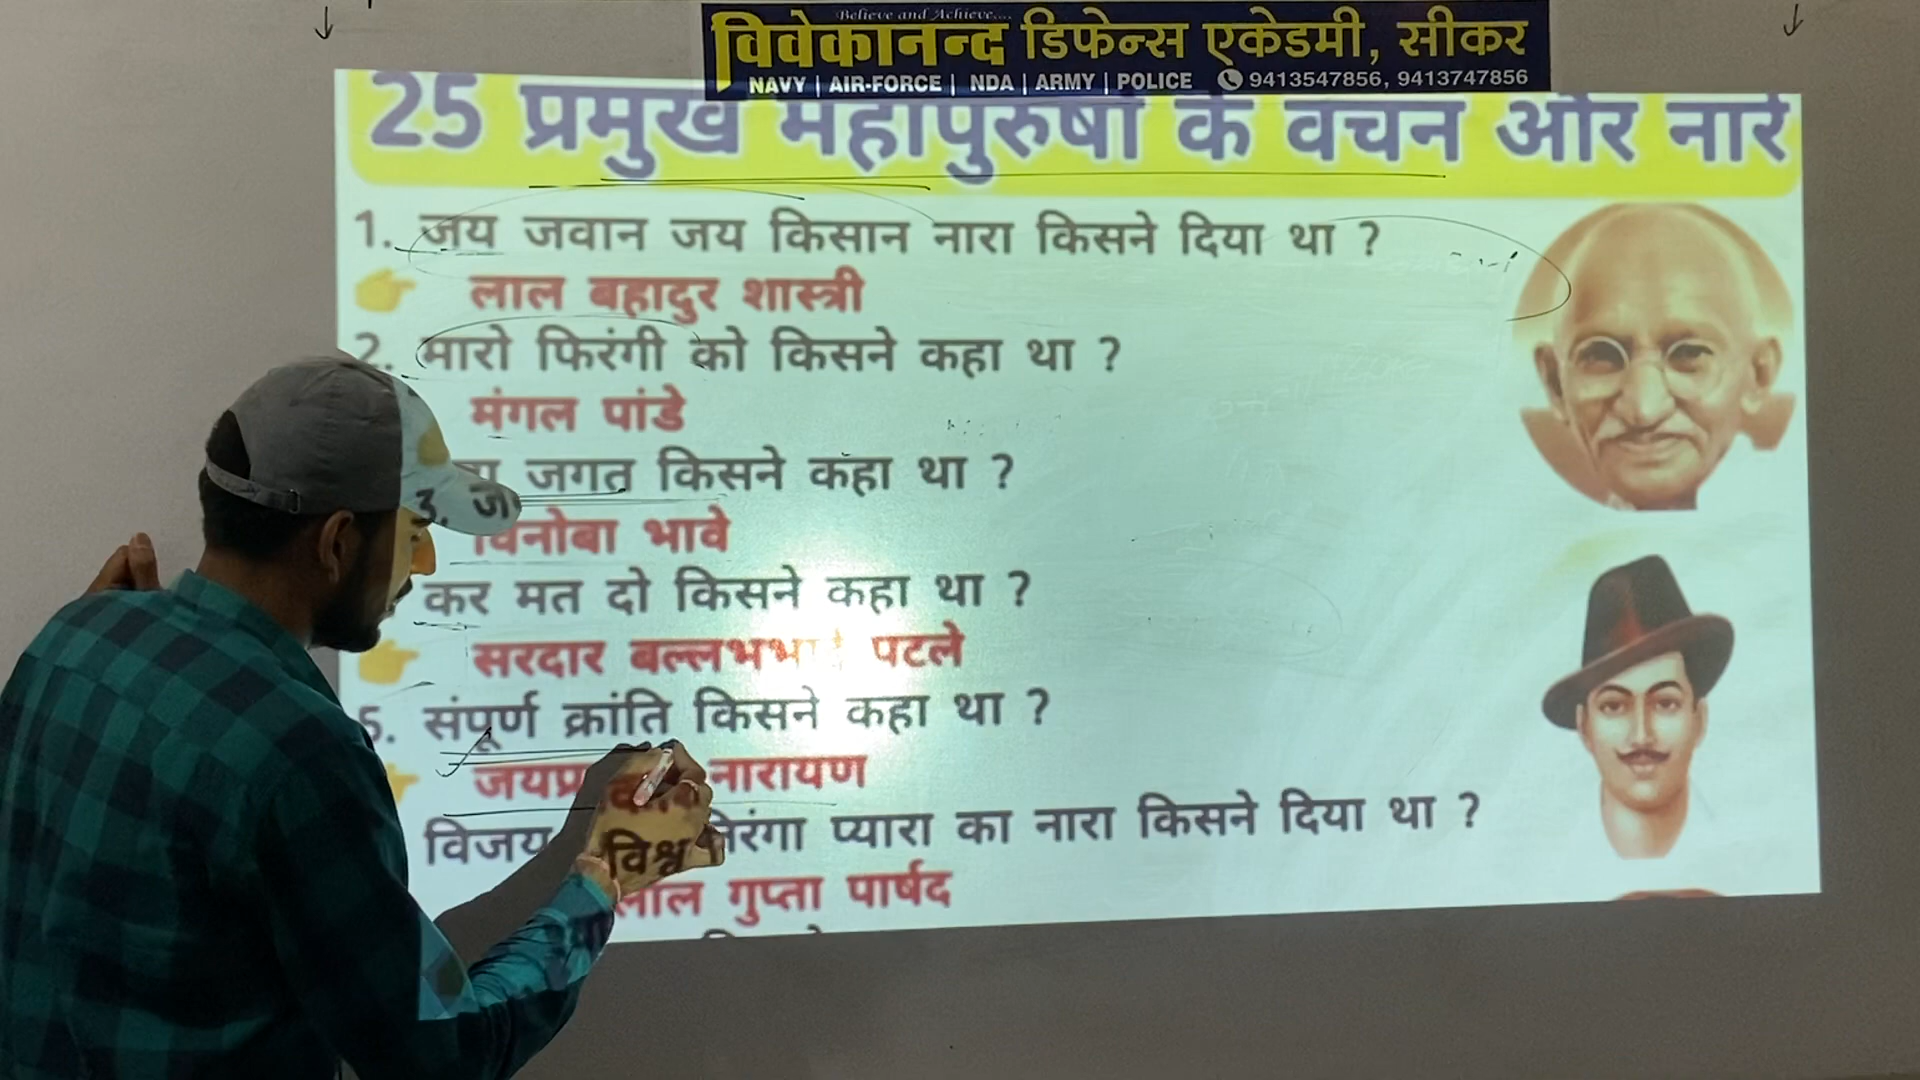 Believe and Achieve...
विवेकानन्द डिफेन्स एकेडमी, सीकर
NAVY | AIR-FORCE | NDA | ARMY | POLICE 9413547856, 9413747856
25 प्रमुख महापुरुषों के वचन और नारे
1. जय जवान जय किसान नारा किसने दिया था ?
लाल बहादुर शास्त्री
2. मारो फिरंगी को किसने कहा था ?
मंगल पांडे
3. जगत किसने कहा था ?
विनोबा भावे
कर मत दो किसने कहा था ?
सरदार बल्लभभाई पटले
5. संपूर्ण क्रांति किसने कहा था ?
जयप्रकाश नारायण
विजय विश्व तिरंगा प्यारा का नारा किसने दिया था ?
लाल गुप्ता पार्षद